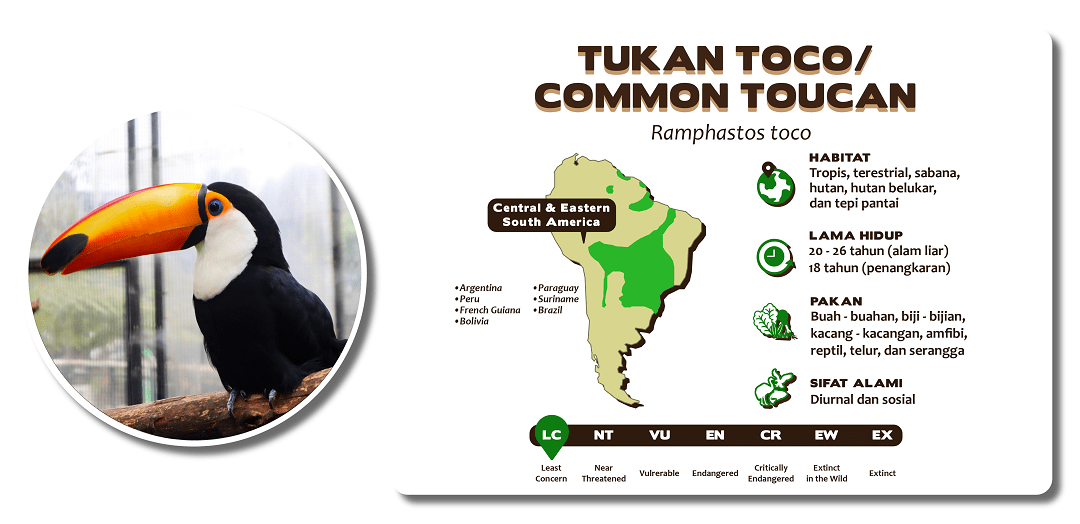 TUKAN TOCO/
COMMON TOUCAN
Ramphastos toco
Central & Eastern
South America
•Argentina
•Peru
•French Guiana
•Bolivia
•Paguay
•Suriname
•Brazil
HABITAT
Tropis, terestrial, sabana,
hutan, hutan belukar,
dan tepi pantai
LAMA HIDUP
20 - 26 tahun (alam liar)
18 tahun (penangkaran)
PAKAN
Buah - buahan, biji - bijian,
kacang - kacangan, amfibi,
reptil, telur, dan serangga
SIFAT ALAMI
Diurnal dan sosial
LC NT VU EN CR EW EX
Least
Concern
Near
Threatened
Vulrerable
Endangered
Critically
Endangered
Extinct
in the Wild
Extinct